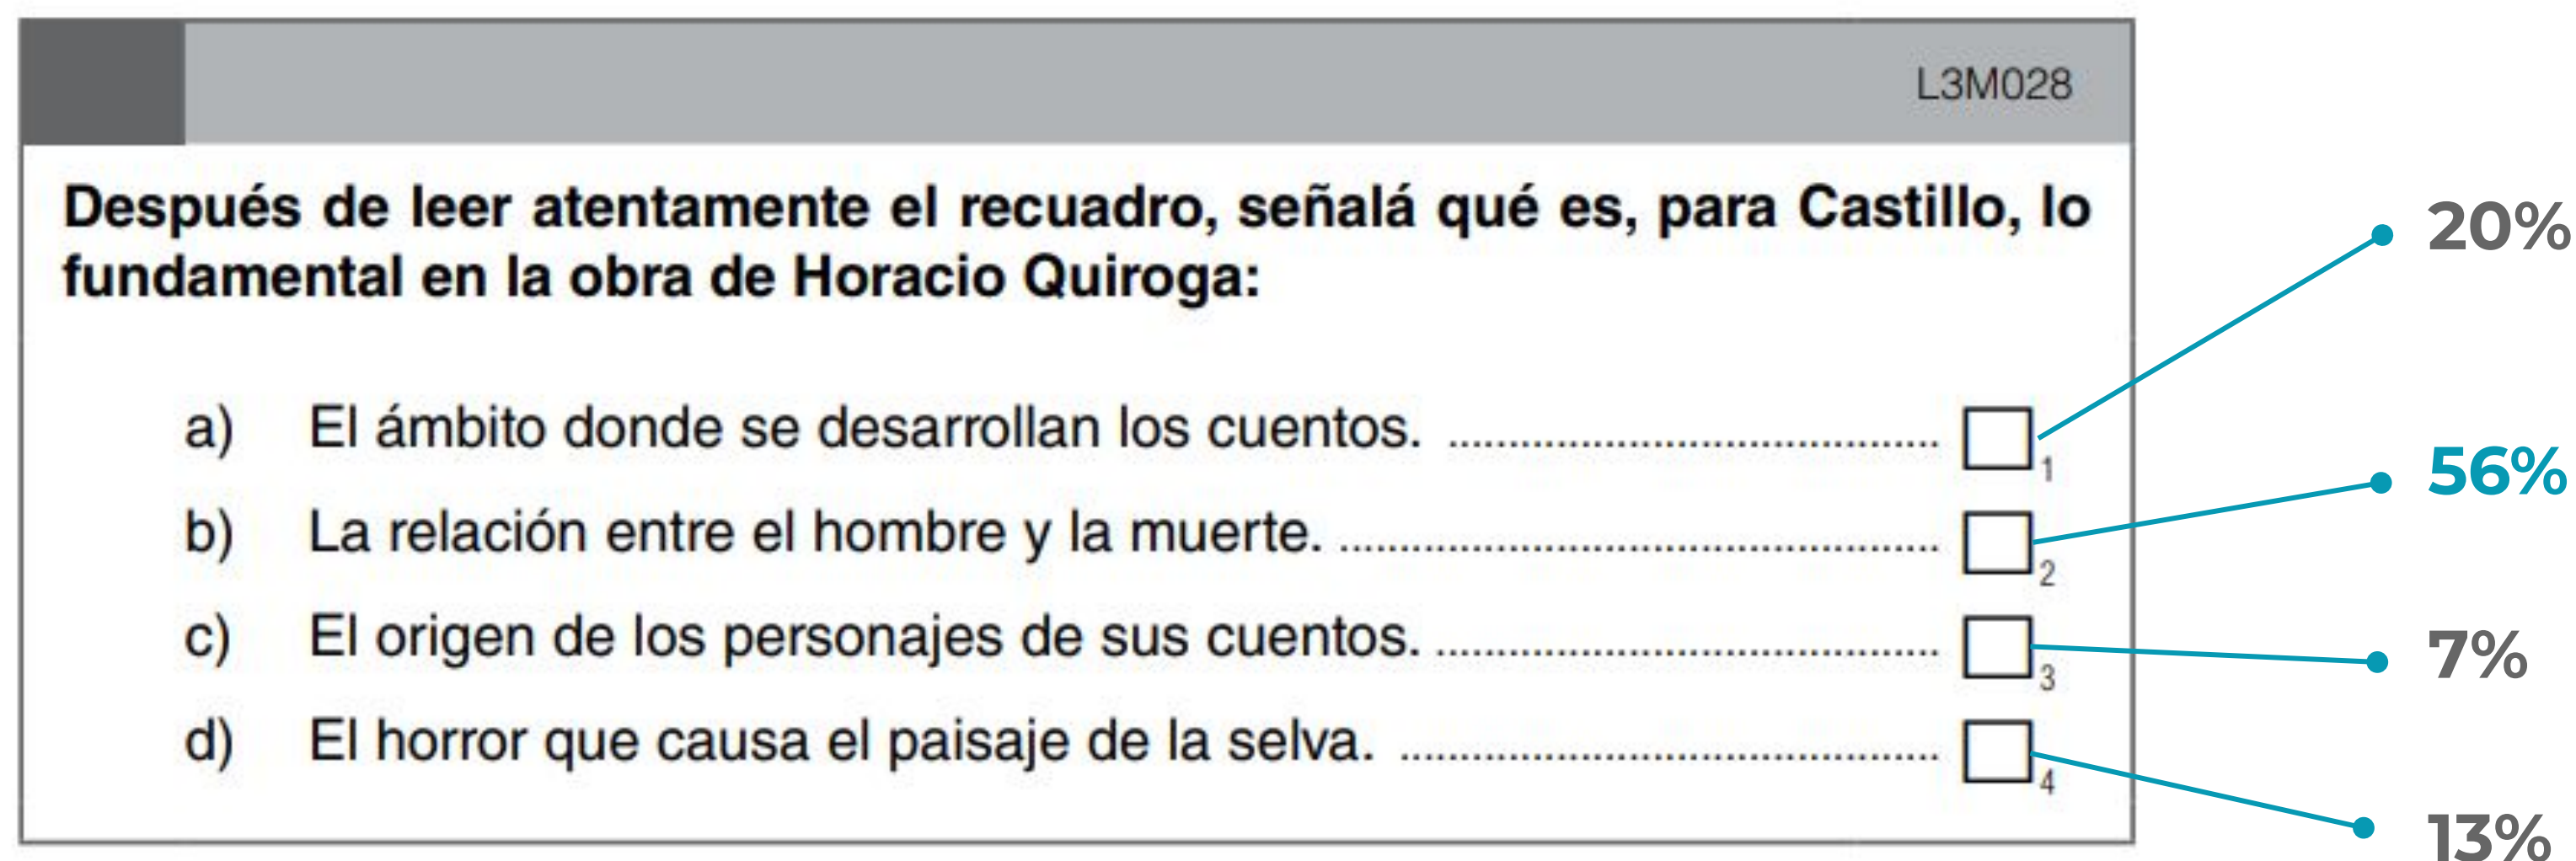 L3M028
Después de leer atentamente el recuadro, señalá qué es, para Castillo, lo
fundamental en la obra de Horacio Quiroga:
a) El ámbito donde se desarrollan los cuentos. ........................................ 1
b) La relación entre el hombre y la muerte. ................................................. 2
c) El origen de los personajes de sus cuentos. ......................................... 3
d) El horror que causa el paisaje de la selva. ............................................ 4
20%
56%
7%
13%